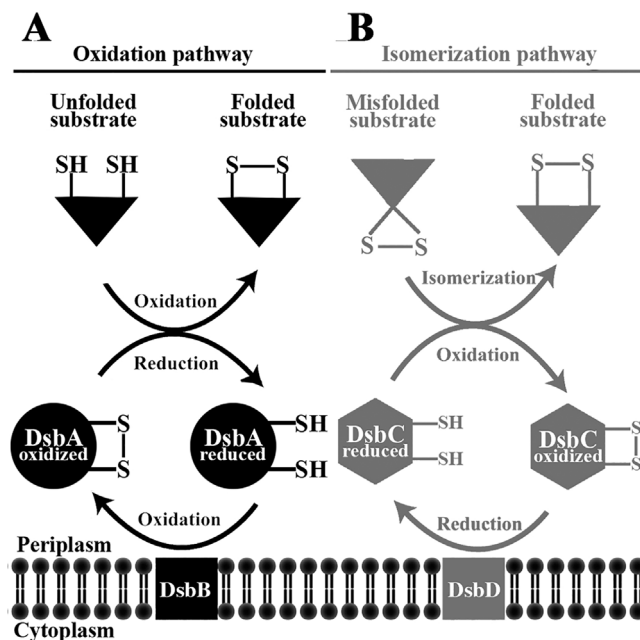 A
Oxidation pathway
Unfolded
substrate
Folded
substrate
SH
SH
S
S
Oxidation
Reduction
DsbA
oxidized
S
S
DsbA
reduced
SH
SH
Oxidation
B
Isomerization pathway
Misfolded
substrate
Folded
substrate
S
S
S
S
Isomerization
Oxidation
DsbC
reduced
SH
SH
DsbC
oxidized
S
S
Reduction
Periplasm
DsbB
DsbD
Cytoplasm